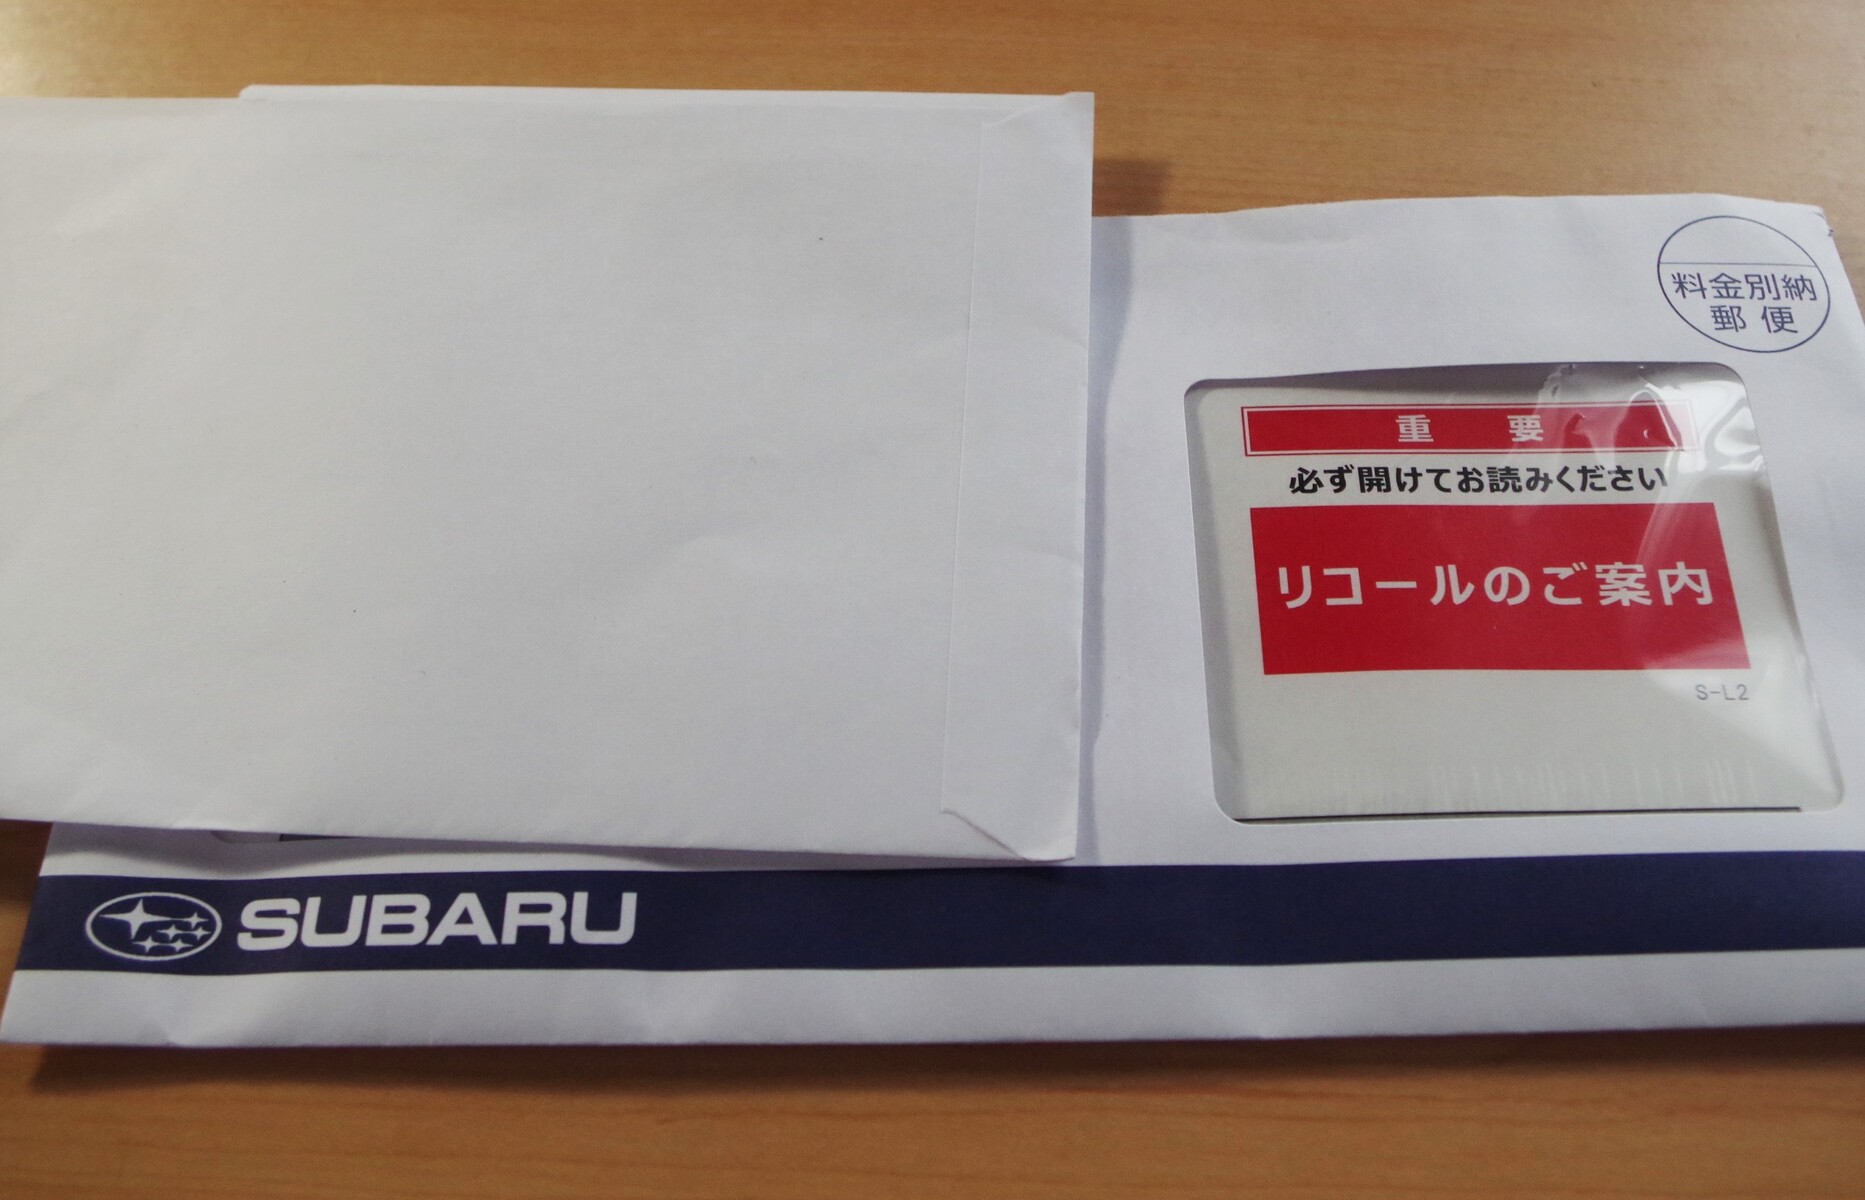 料金別納
郵便
重要
必ず開けてお読みください
リコールのご案内
S-L2
SUBARU